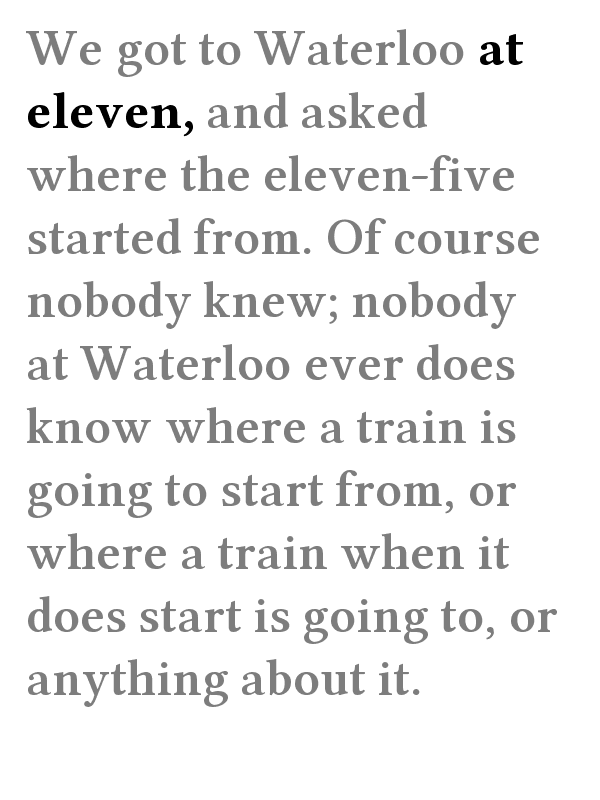 We got to Waterloo at
eleven, and asked
where the eleven-five
started from. Of course
nobody knew; nobody
at Waterloo ever does
know where a train is
going to start from, or
where a train when it
does start is going to, or
anything about it.